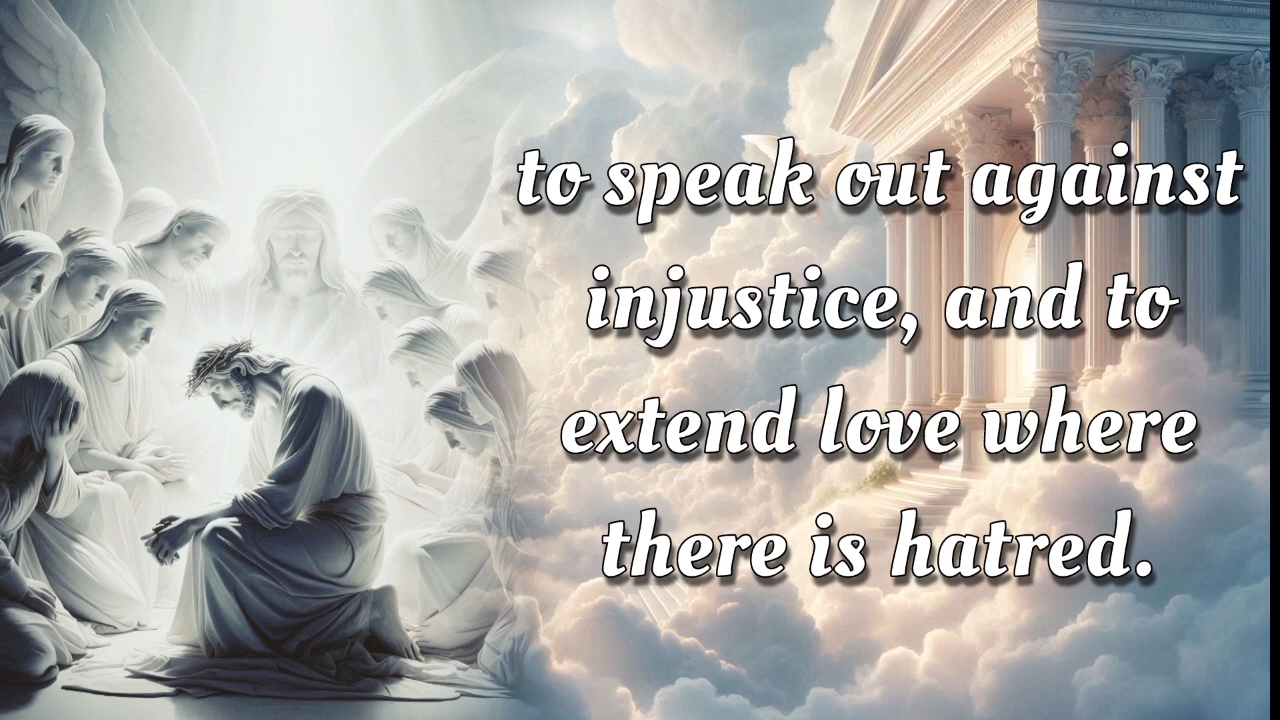 to speak out against
injustice, and to
extend love where
there is hatred.